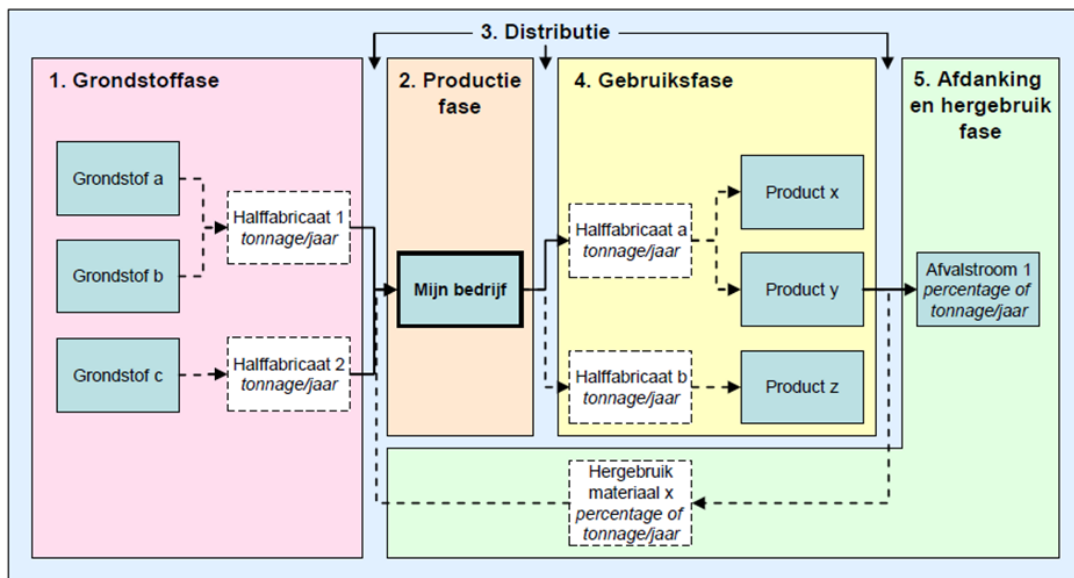 3. Distributie
1. Grondstoffase
2. Productie
fase
4. Gebruiksfase
5. Afdanking
en hergebruik
fase
Grondstof a
Grondstof b
Grondstof c
Halffabricaat 1
tonnage/jaar
Halffabricaat 2
tonnage/jaar
Mijn bedrijf
Halffabricaat a
tonnage/jaar
Halffabricaat b
tonnage/jaar
Product x
Product y
Product z
Afvalstroom 1
percentage of
tonnage/jaar
Hergebruik
materiaal x
percentage of
tonnage/jaar